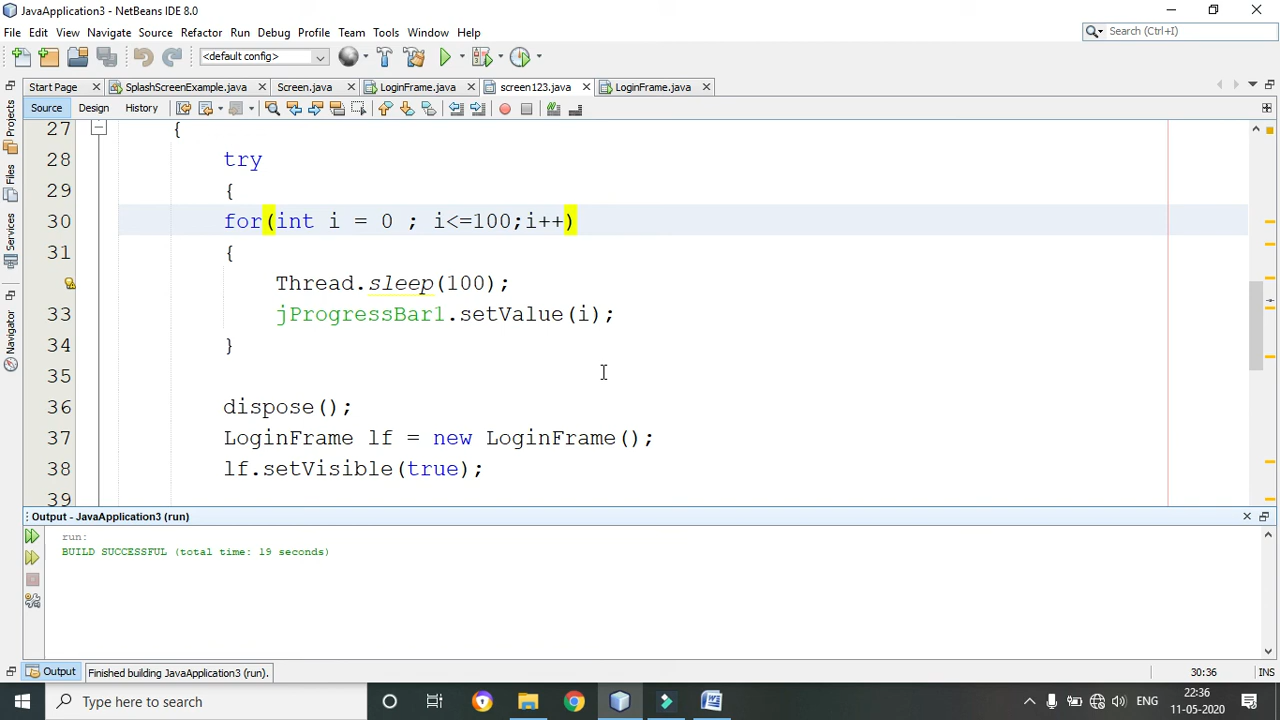 JavaApplication3 - NetBeans IDE 8.0
File Edit View Navigate Source Refactor Run Debug Profile Team Tools Window Help
Search (Ctrl+I)
<default config>
Start Page SplashScreenExample.java Screen.java LoginFrame.java screen123.java LoginFrame.java
Source Design History
Projects
Files
Services
Navigator
27 {
28 try
29 {
30 for(int i = 0 ; i<=100;i++)
31 {
Thread.sleep(100);
33 jProgressBar1.setValue(i);
34 }
35
36 dispose();
37 LoginFrame lf = new LoginFrame();
38 lf.setVisible(true);
39
Output - JavaApplication3 (run)
run:
BUILD SUCCESSFUL (total time: 19 seconds)
Output Finished building JavaApplication3 (run). 30:36 INS
Type here to search ENG 22:36
11-05-2020